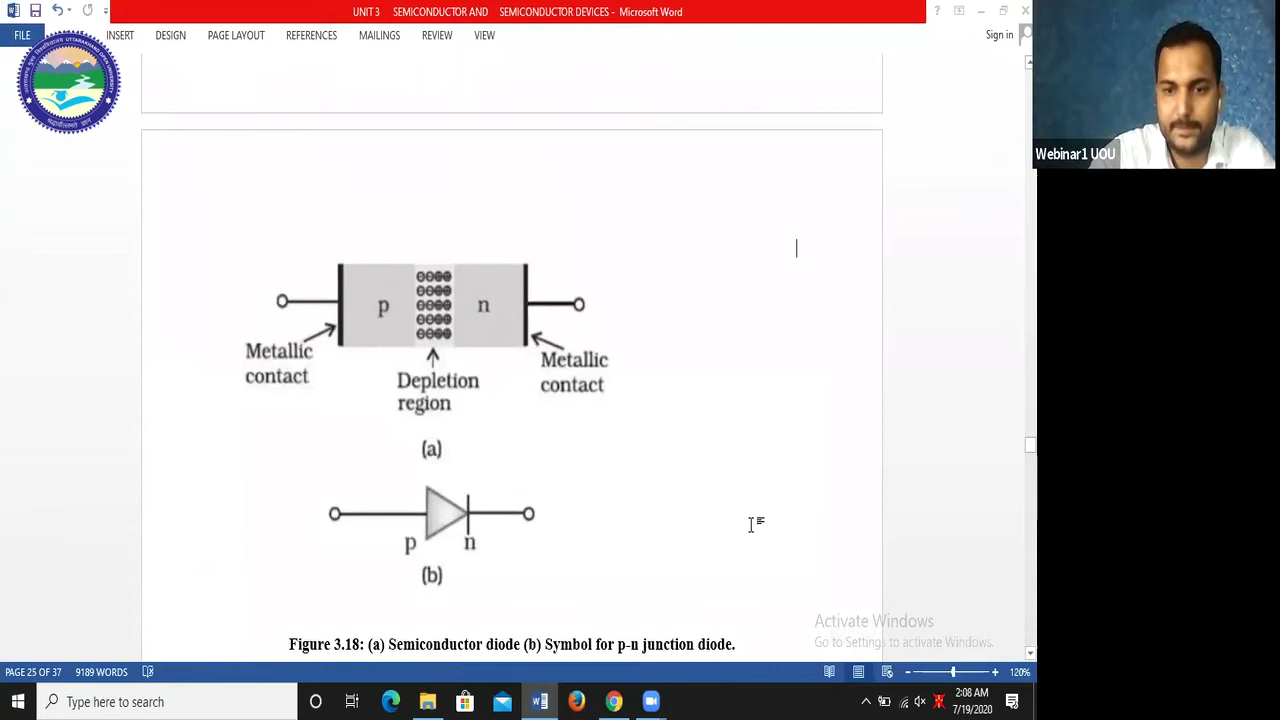 UNIT 3 SEMICONDUCTOR AND SEMICONDUCTOR DEVICES - Microsoft Word
?
FILE INSERT DESIGN PAGE LAYOUT REFERENCES MAILINGS REVIEW VIEW Sign in
UTTARAKHAND OPEN UNIVERSITY
Webinar1 UOU
p n
Metallic
contact
Metallic
contact
Depletion
region
(a)
p n
(b)
Activate Windows
Go to Settings to activate Windows.
Figure 3.18: (a) Semiconductor diode (b) Symbol for p-n junction diode.
PAGE 25 OF 37 9189 WORDS 120%
Type here to search
2:08 AM
7/19/2020